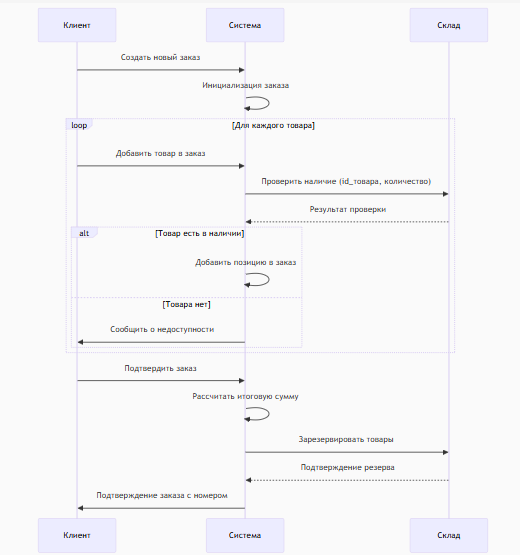 Клиент Система Склад
Создать новый заказ
Инициализация заказа
loop [Для каждого товара]
Добавить товар в заказ
Проверить наличие (id_товара, количество)
Результат проверки
alt [Товар есть в наличии]
Добавить позицию в заказ
[Товара нет]
Сообщить о недоступности
Подтвердить заказ
Рассчитать итоговую сумму
Зарезервировать товары
Подтверждение резерва
Подтверждение заказа с номером
Клиент Система Склад